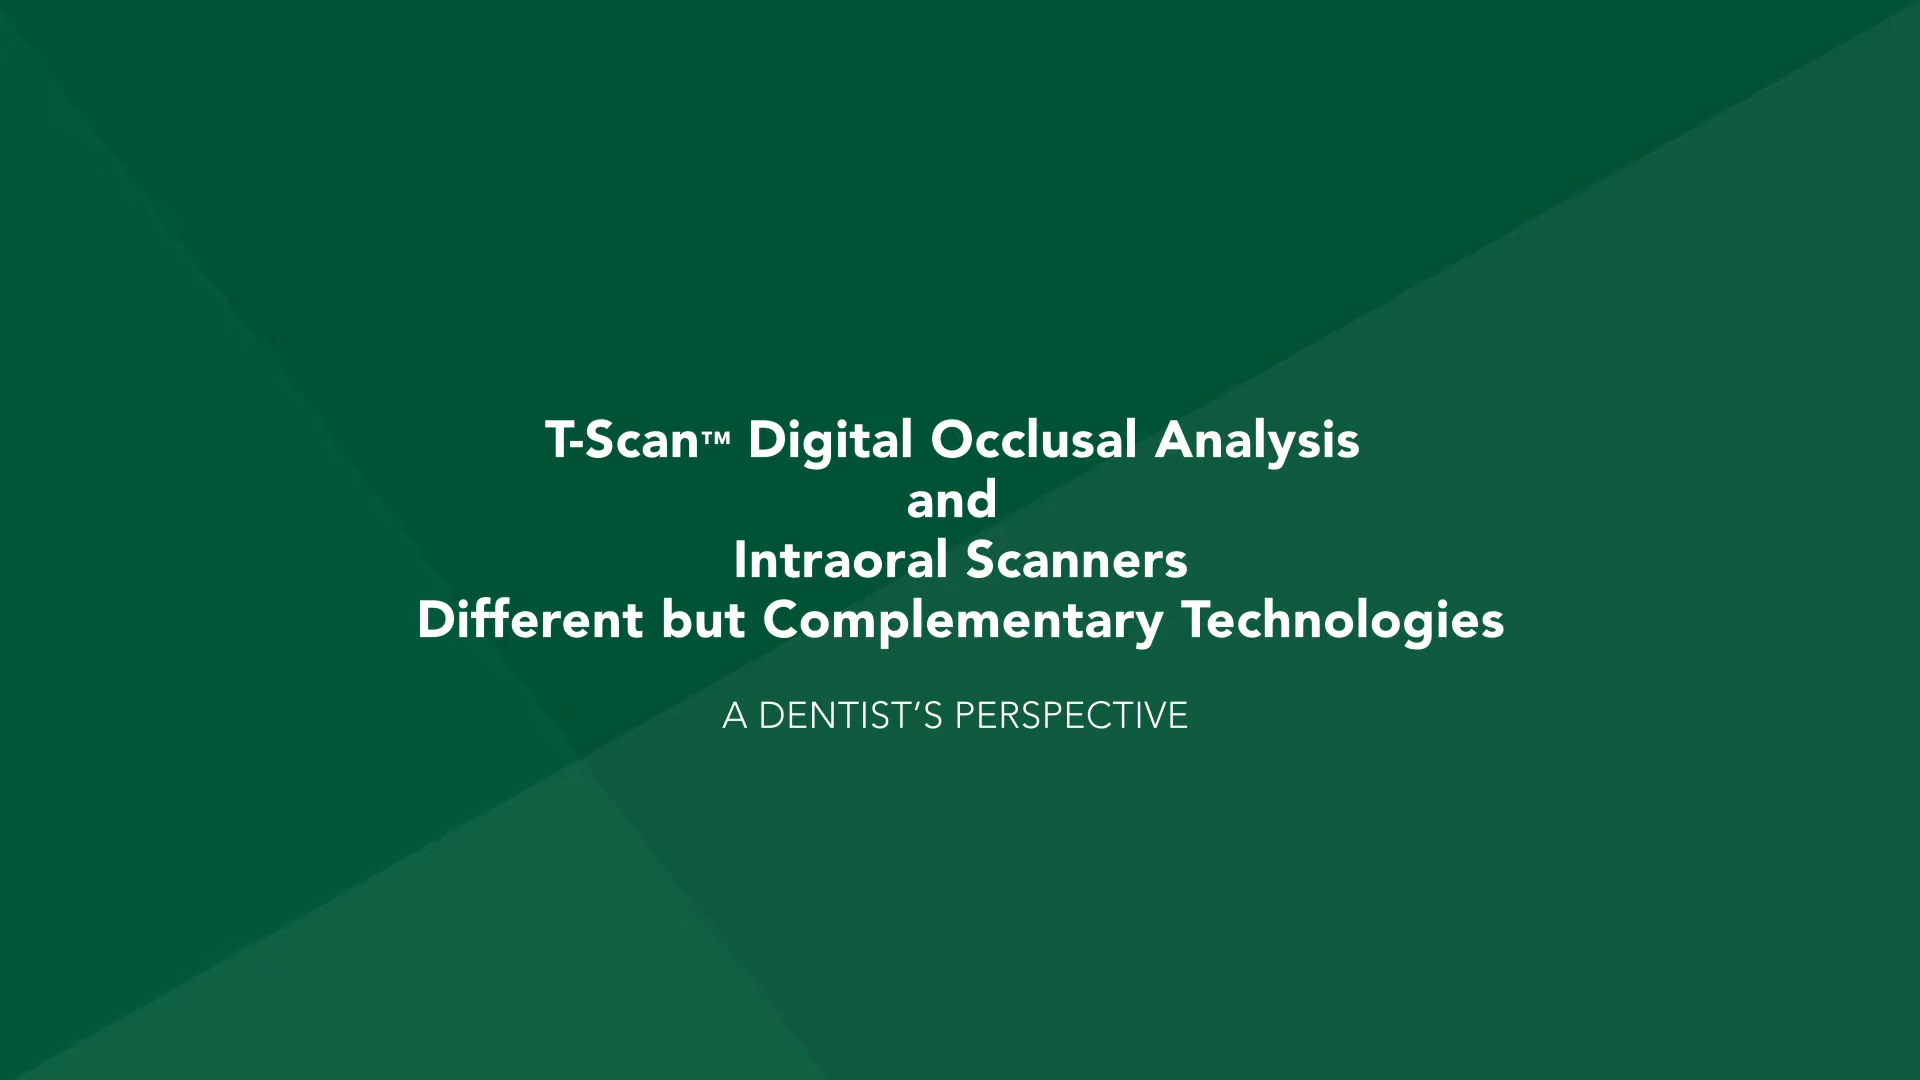 T-Scan™ Digital Occlusal Analysis
and
Intraoral Scanners
Different but Complementary Technologies
A DENTIST’S PERSPECTIVE